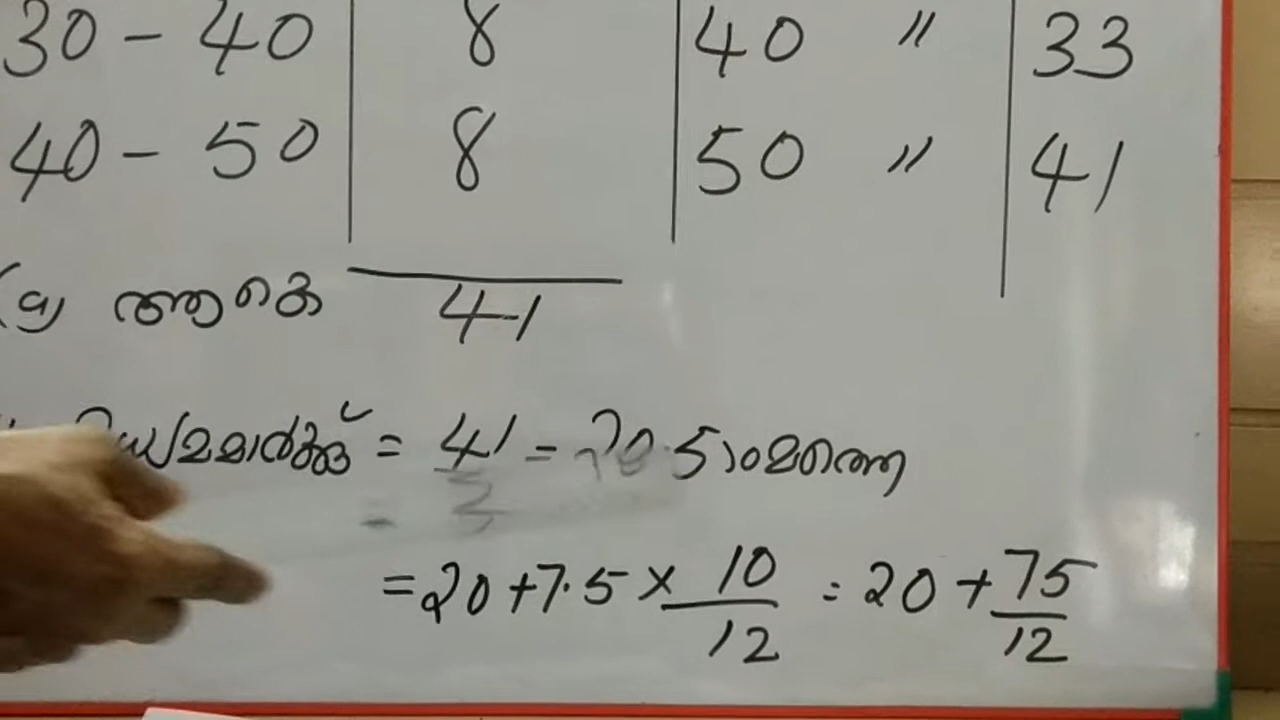 30 - 40 8 40 " 33
40 - 50 8 50 " 41
(a) ആകെ 41
= 41 = 20.5ാമത്തെ
= 20 + 7.5 x 10/12 = 20 + 75/12